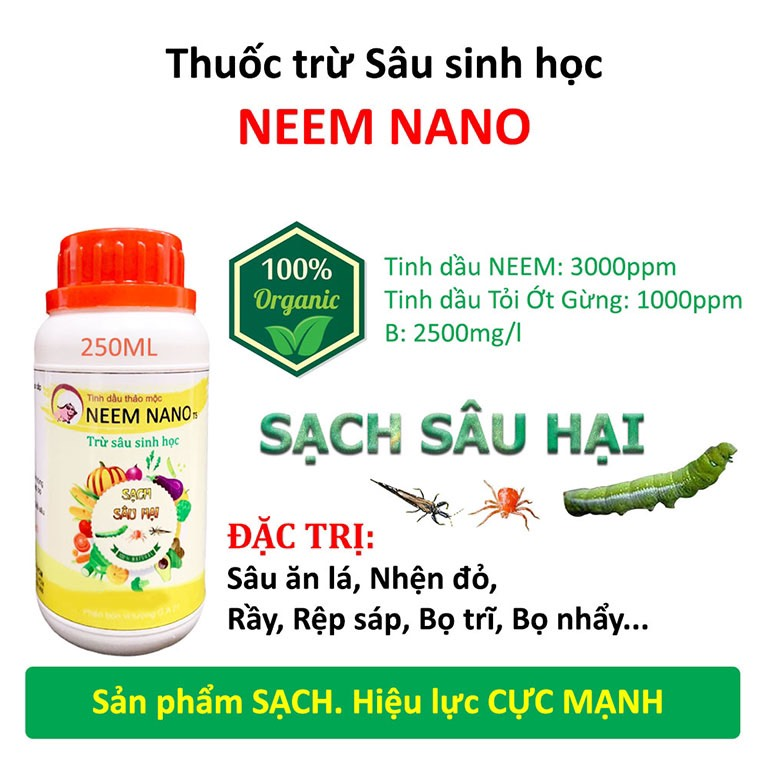 Thuốc trừ Sâu sinh học
NEEM NANO
100%
Organic
Tinh dầu NEEM: 3000ppm
Tinh dầu Tỏi Ớt Gừng: 1000ppm
B: 2500mg/l
250ML
Tinh dầu thảo mộc
NEEM NANO TS
Trừ sâu sinh học
SẠCH
SÂU HẠI
SẠCH SÂU HẠI
ĐẶC TRỊ:
Sâu ăn lá, Nhện đỏ,
Rầy, Rệp sáp, Bọ trĩ, Bọ nhẩy...
Sản phẩm SẠCH. Hiệu lực CỰC MẠNH